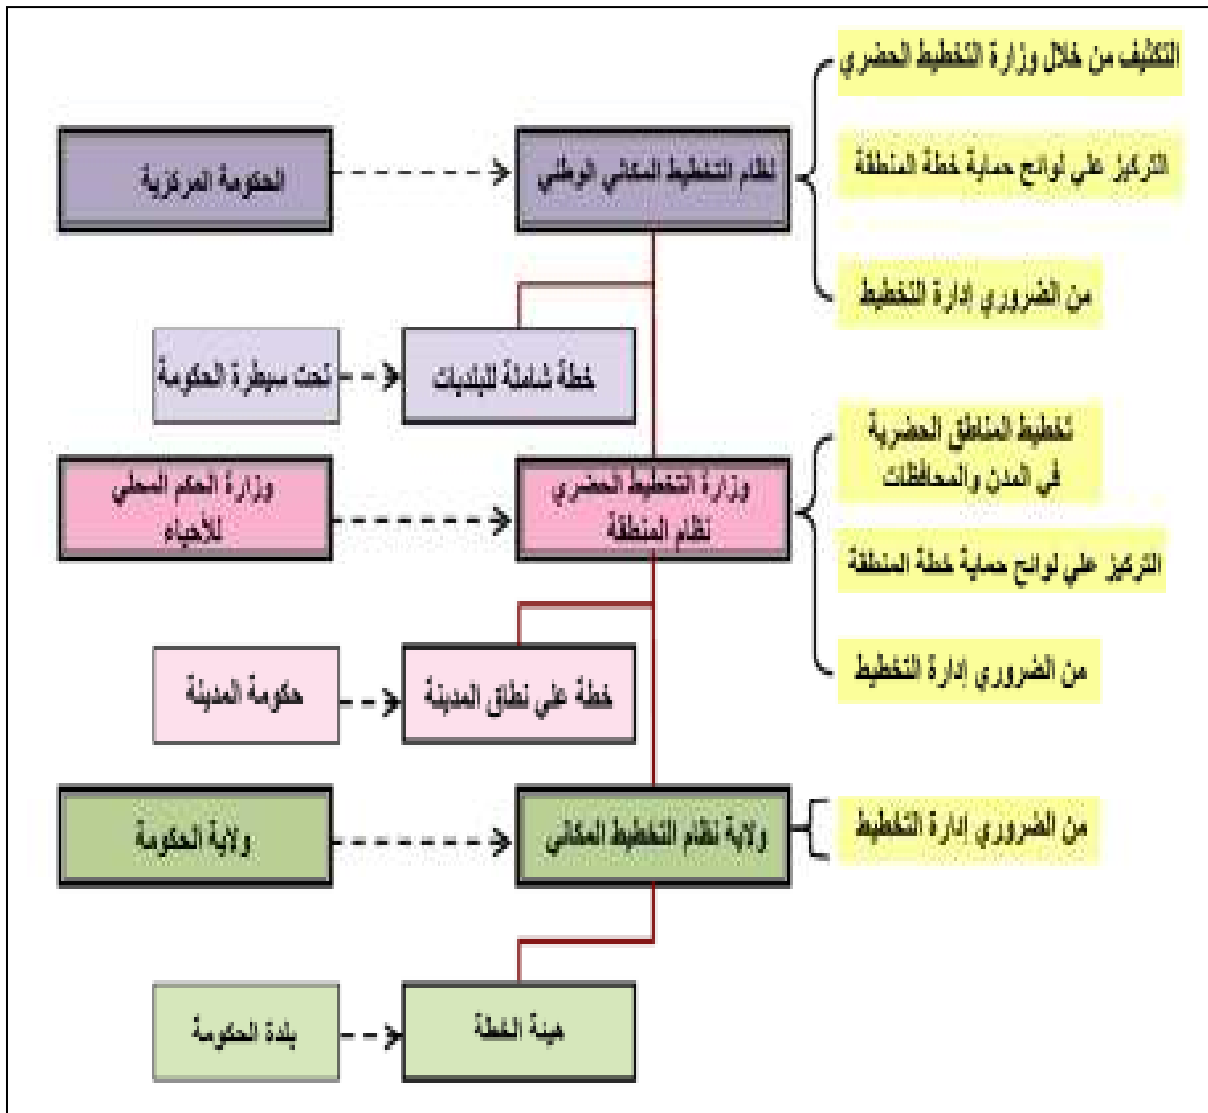 التكثيف من خلال وزارة التخطيط الحضري
نظام التخطيط المكاني الوطني
الحكومة المركزية
التركيز علي لوائح حماية خطة المنطقة
من الضروري إدارة التخطيط
خطة شاملة للبلديات
تحت سيطرة الحكومة
تخطيط المناطق الحضرية
في المدن والمحافظات
وزارة التخطيط الحضري
نظام المنطقة
وزارة الحكم المحلي
للأحياء
التركيز علي لوائح حماية خطة المنطقة
من الضروري إدارة التخطيط
خطة علي نطاق المدينة
حكومة المدينة
من الضروري إدارة التخطيط
ولاية نظام التخطيط المكاني
ولاية الحكومة
هيئة الخطة
بلدة الحكومة